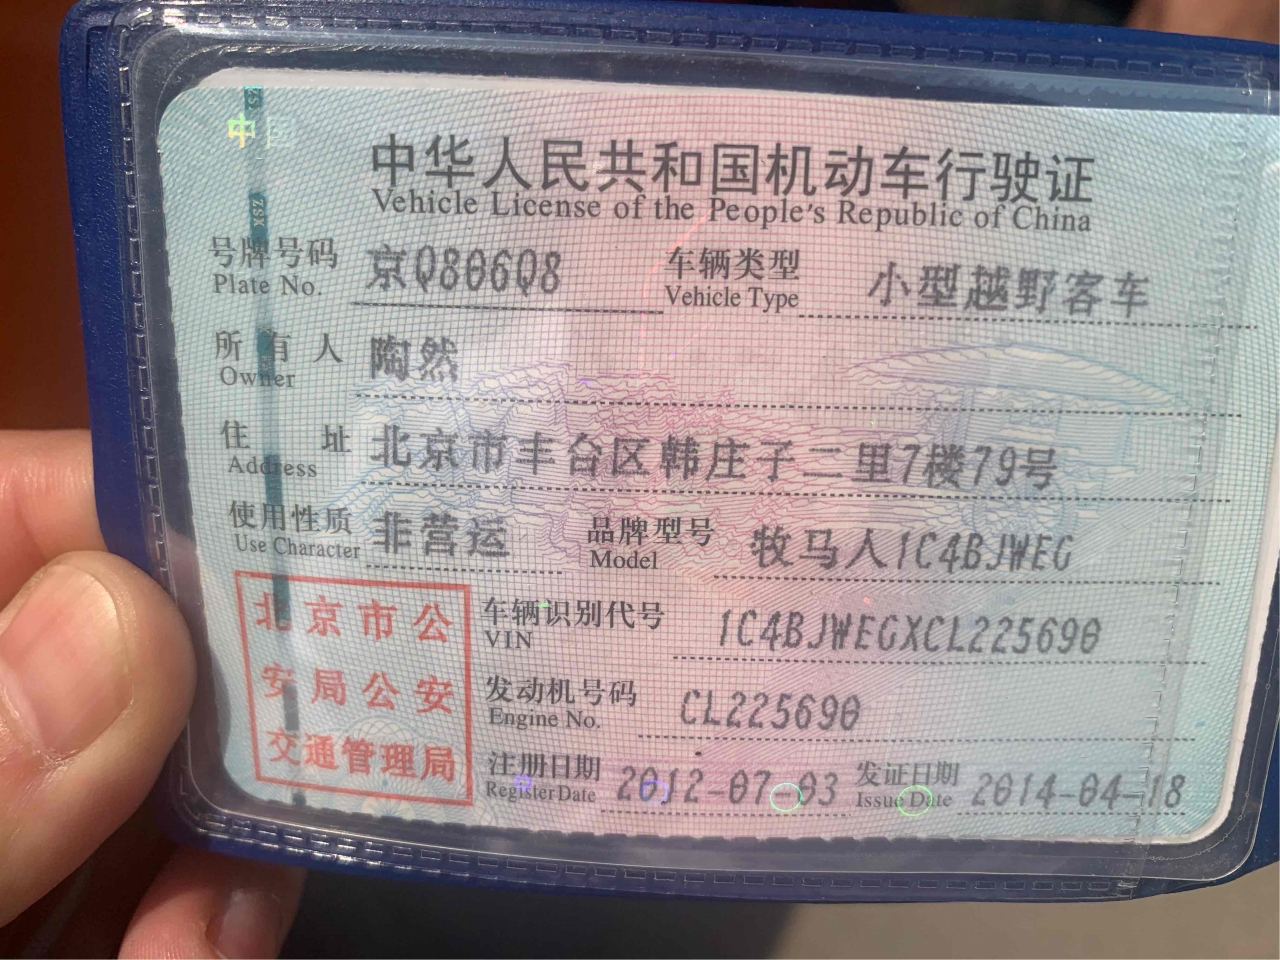 中国
中华人民共和国机动车行驶证
Vehicle License of the People's Republic of China
号牌号码 京Q806Q8 车辆类型 小型越野客车
Plate No. Vehicle Type
所有人 陶然
Owner
住址 北京市丰台区韩庄子二里7楼79号
Address
使用性质 非营运 品牌型号 牧马人1C4BJWEG
Use Character Model
北京市公
安局公安
交通管理局
车辆识别代号 1C4BJWEGXCL225690
VIN
发动机号码 CL225690
Engine No.
注册日期 2012-07-03 发证日期 2014-04-18
Register Date Issue Date